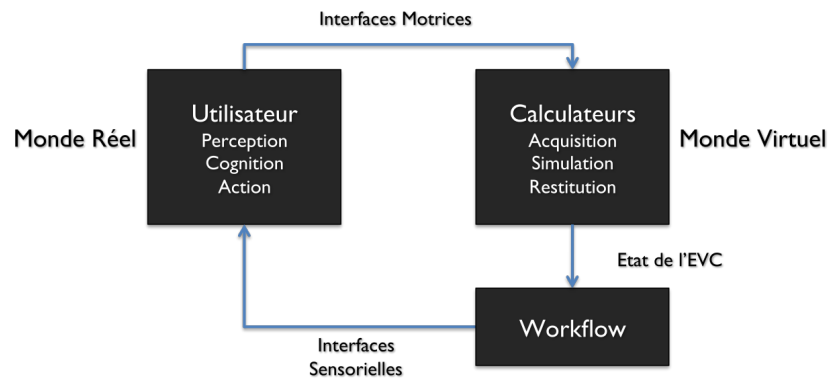 Interfaces Motrices
Monde Réel
Utilisateur
Perception
Cognition
Action
Calculateurs
Acquisition
Simulation
Restitution
Monde Virtuel
Etat de l'EVC
Workflow
Interfaces
Sensorielles